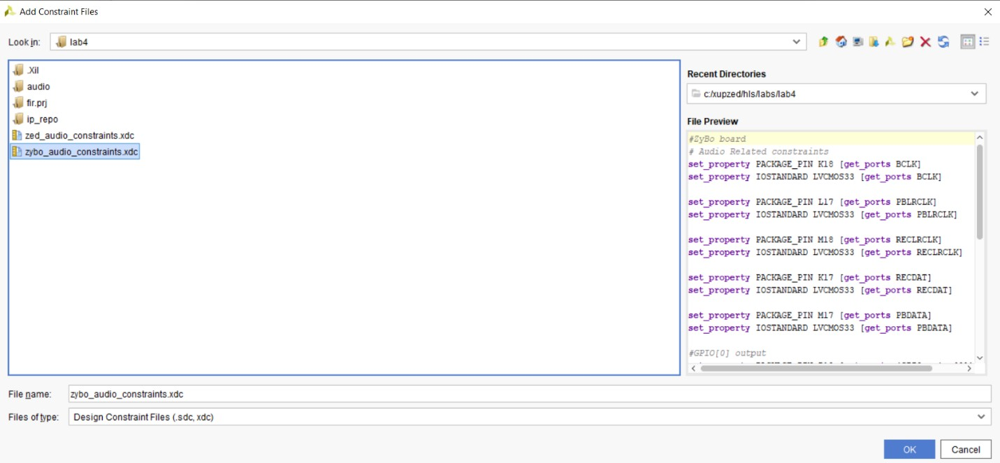 Add Constraint Files
Look in: lab4
.Xil
audio
fir.prj
ip_repo
zed_audio_constraints.xdc
zybo_audio_constraints.xdc
Recent Directories
c:/xupzed/hls/labs/lab4
File Preview
#ZyBo board
# Audio Related constraints
set_property PACKAGE_PIN K18 [get_ports BCLK]
set_property IOSTANDARD LVCMOS33 [get_ports BCLK]
set_property PACKAGE_PIN L17 [get_ports PBLRCLK]
set_property IOSTANDARD LVCMOS33 [get_ports PBLRCLK]
set_property PACKAGE_PIN M18 [get_ports RECLRCLK]
set_property IOSTANDARD LVCMOS33 [get_ports RECLRCLK]
set_property PACKAGE_PIN K17 [get_ports RECDAT]
set_property IOSTANDARD LVCMOS33 [get_ports RECDAT]
set_property PACKAGE_PIN M17 [get_ports PBDATA]
set_property IOSTANDARD LVCMOS33 [get_ports PBDATA]
#GPIO[0] output
File name: zybo_audio_constraints.xdc
Files of type: Design Constraint Files (.sdc, xdc)
OK Cancel